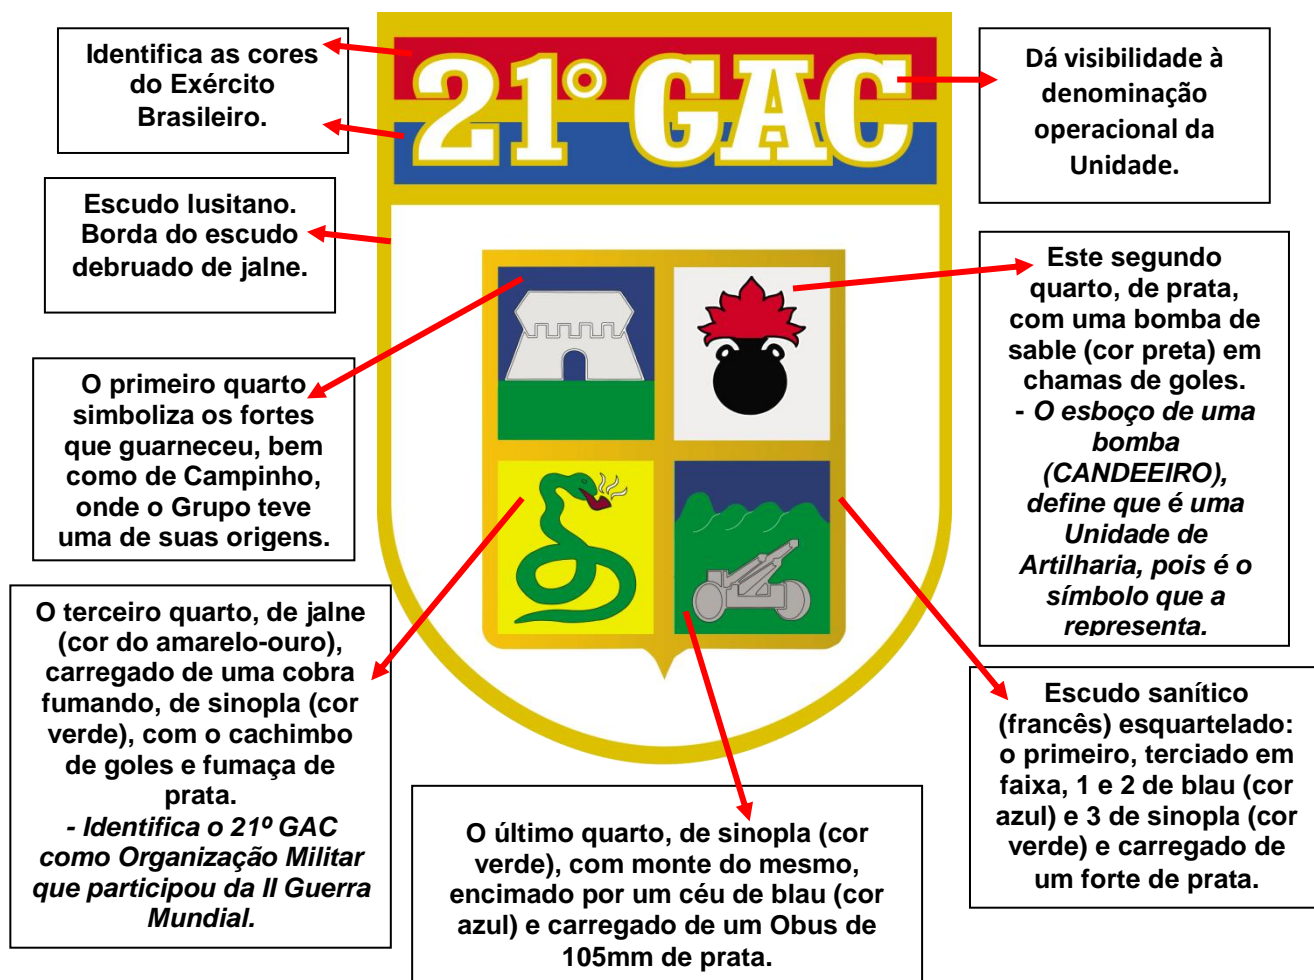 Identifica as cores
do Exército
Brasileiro.
21° GAC
Dá visibilidade à
denominação
operacional da
Unidade.
Escudo lusitano.
Borda do escudo
debruado de jalne.
Este segundo
quarto, de prata,
com uma bomba de
sable (cor preta) em
chamas de goles.
- O esboço de uma
bomba
(CANDEEIRO),
define que é uma
Unidade de
Artilharia, pois é o
símbolo que a
representa.
O primeiro quarto
simboliza os fortes
que guarneceu, bem
como de Campinho,
onde o Grupo teve
uma de suas origens.
O terceiro quarto, de jalne
(cor do amarelo-ouro),
carregado de uma cobra
fumando, de sinopla (cor
verde), com o cachimbo
de goles e fumaça de
prata.
- Identifica o 21º GAC
como Organização Militar
que participou da II Guerra
Mundial.
O último quarto, de sinopla (cor
verde), com monte do mesmo,
encimado por um céu de blau (cor
azul) e carregado de um Obus de
105mm de prata.
Escudo sanítico
(francês) esquartelado:
o primeiro, terciado em
faixa, 1 e 2 de blau (cor
azul) e 3 de sinopla (cor
verde) e carregado de
um forte de prata.